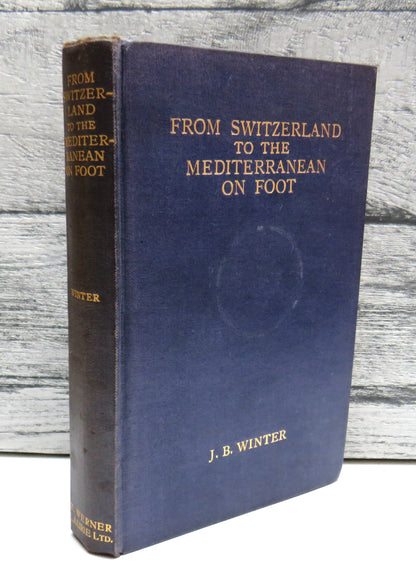 FROM
SWITZER-
LAND
TO THE
MEDITER-
RANEAN
ON FOOT
WINTER
WERNER
LAURIE LTD.
FROM SWITZERLAND
TO THE
MEDITERRANEAN
ON FOOT
J. B. WINTER